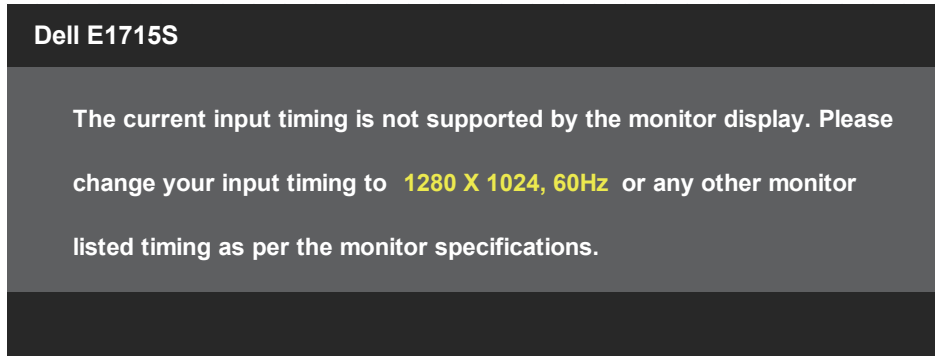 Dell E1715S
The current input timing is not supported by the monitor display. Please
change your input timing to 1280 X 1024, 60Hz or any other monitor
listed timing as per the monitor specifications.